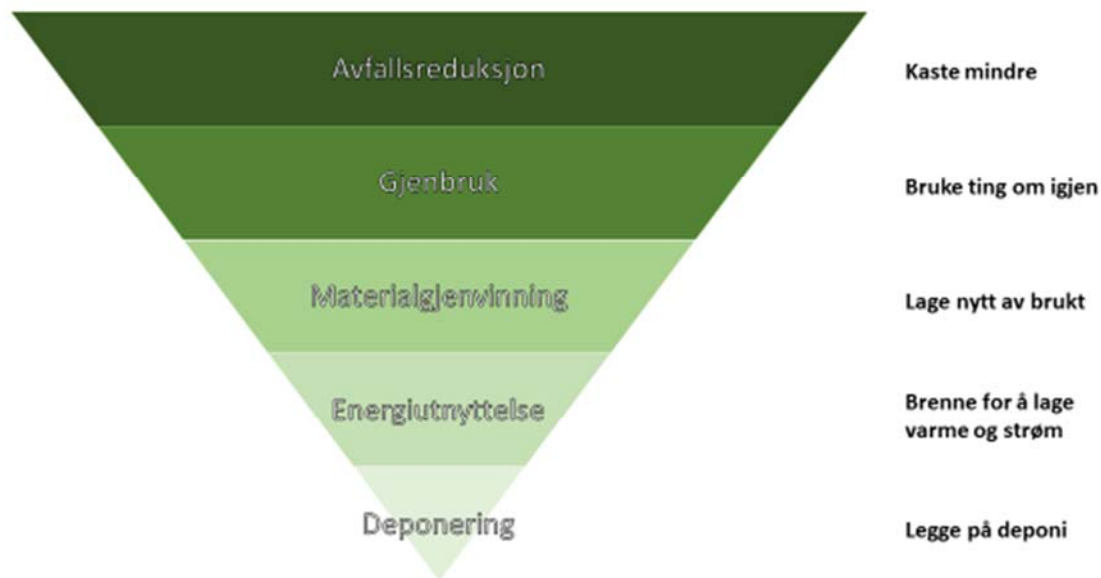 Avfallsreduksjon
Kaste mindre
Gjenbruk
Bruke ting om igjen
Materialgjenvinning
Lage nytt av brukt
Energiutnyttelse
Brenne for å lage
varme og strøm
Deponering
Legge på deponi